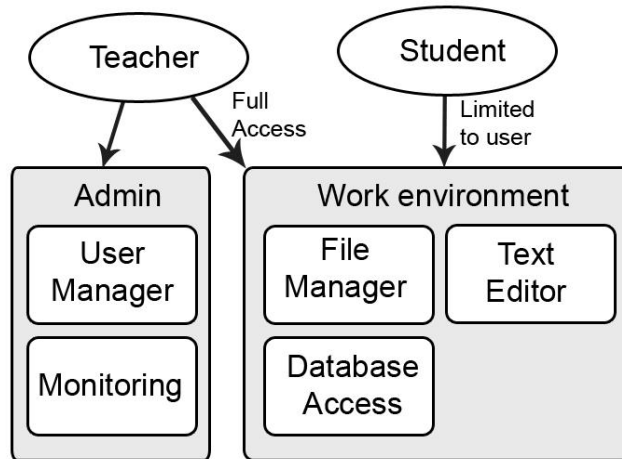 Teacher
Student
Full
Access
Limited
to user
Admin
Work environment
User
Manager
Monitoring
File
Manager
Text
Editor
Database
Access